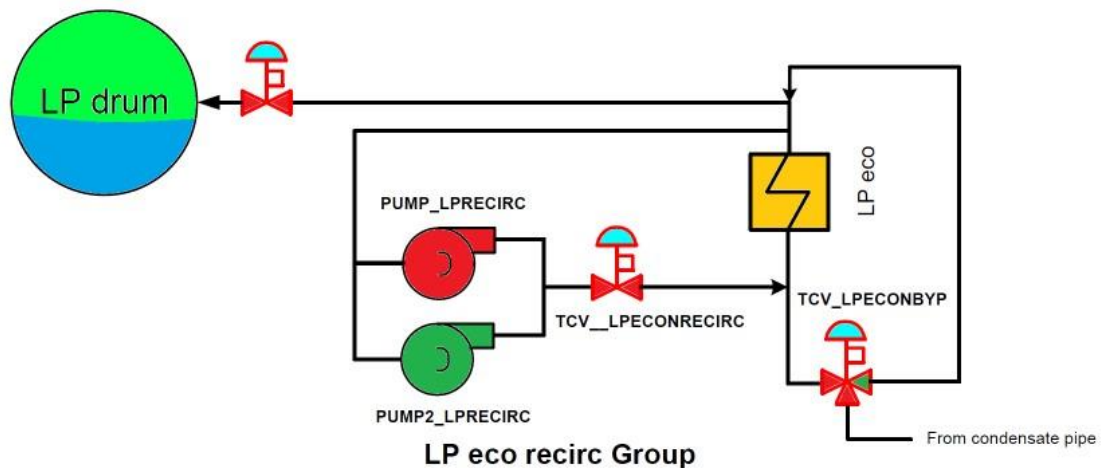 LP drum
LP eco
PUMP_LPRECIRC
TCV_LPECONBYP
TCV__LPECONRECIRC
PUMP2_LPRECIRC
From condensate pipe
LP eco recirc Group